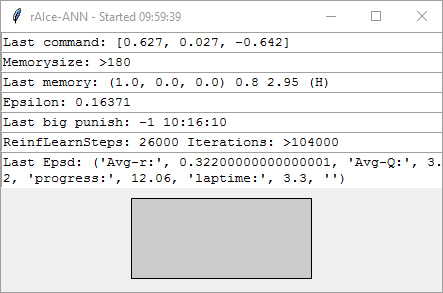 rAIce-ANN - Started 09:59:39
Last command: [0.627, 0.027, -0.642]
Memorysize: >180
Last memory: (1.0, 0.0, 0.0) 0.8 2.95 (H)
Epsilon: 0.16371
Last big punish: -1 10:16:10
ReinfLearnSteps: 26000 Iterations: >104000
Last Epsd: ('Avg-r:', 0.32200000000000001, 'Avg-Q:', 3.
2, 'progress:', 12.06, 'laptime:', 3.3, '')